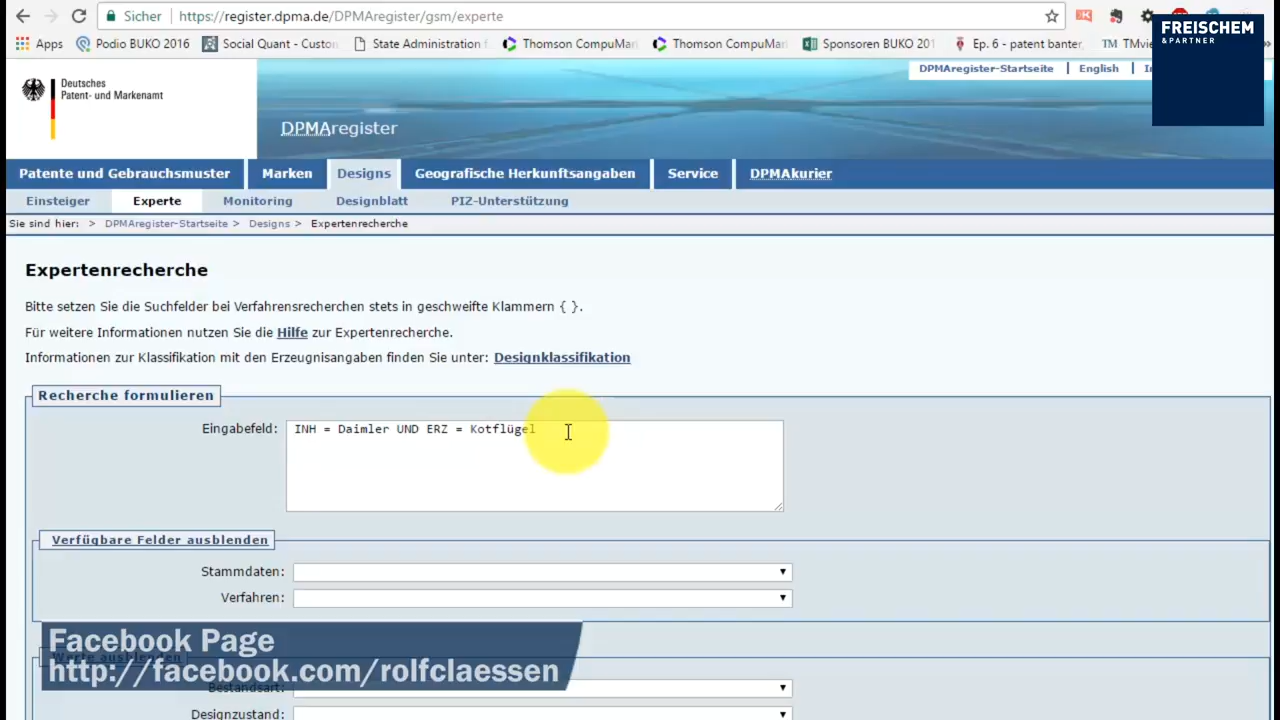 Sicher
https://register.dpma.de/DPMAregister/gsm/experte
Apps
Podio BUKO 2016
Social Quant - Custon
State Administration f
Thomson CompuMar
Thomson CompuMar
Sponsoren BUKO 201
Ep. 6 - patent banter
TM TMvie
FREISCHEM
& PARTNER
Deutsches
Patent- und Markenamt
DPMAregister
DPMAregister-Startseite
English
Patente und Gebrauchsmuster
Marken
Designs
Geografische Herkunftsangaben
Service
DPMAkurier
Einsteiger
Experte
Monitoring
Designblatt
PIZ-Unterstützung
Sie sind hier: > DPMAregister-Startseite > Designs > Expertenrecherche
Expertenrecherche
Bitte setzen Sie die Suchfelder bei Verfahrensrecherchen stets in geschweifte Klammern { }.
Für weitere Informationen nutzen Sie die Hilfe zur Expertenrecherche.
Informationen zur Klassifikation mit den Erzeugnisangaben finden Sie unter: Designklassifikation
Recherche formulieren
Eingabefeld:
INH = Daimler UND ERZ = Kotflügel
Verfügbare Felder ausblenden
Stammdaten:
Verfahren:
Facebook Page
Werte ausblenden
http://facebook.com/rolfclaessen
Bestandsart:
Designzustand: